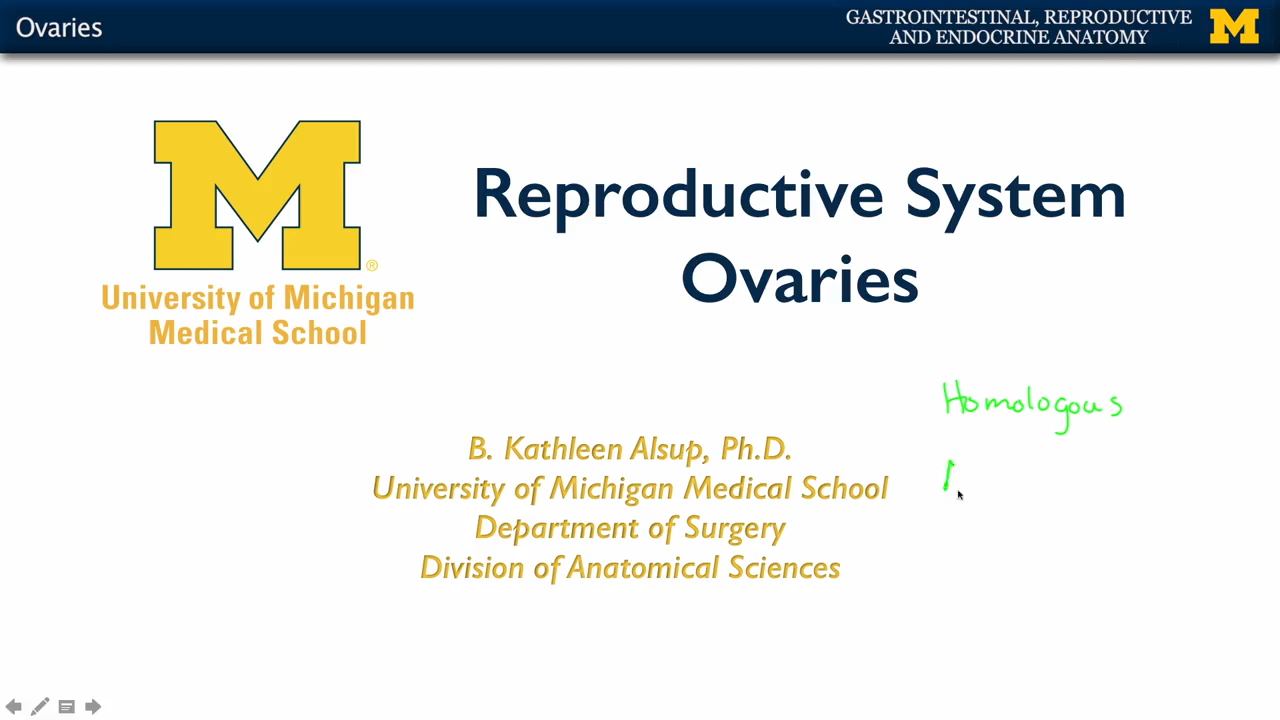 Ovaries
GASTROINTESTINAL, REPRODUCTIVE
AND ENDOCRINE ANATOMY
M
M
®
University of Michigan
Medical School
Reproductive System
Ovaries
Homologous
B. Kathleen Alsup, Ph.D.
University of Michigan Medical School
Department of Surgery
Division of Anatomical Sciences